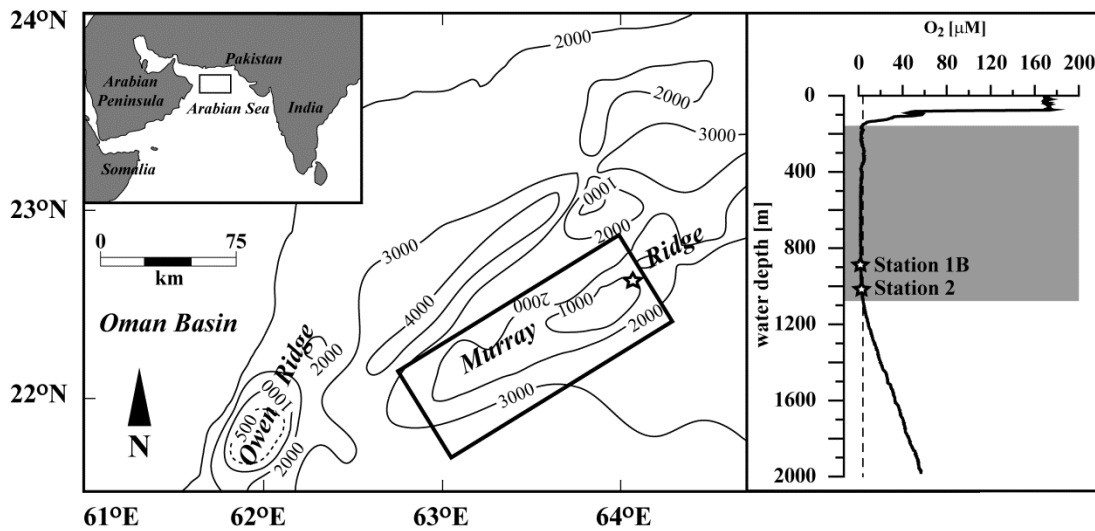 24°N
23°N
22°N
61°E
62°E
63°E
64°E
Pakistan
Arabian
Peninsula
Arabian Sea
India
Somalia
0
75
km
Oman Basin
N
Owen Ridge
Murray Ridge
2000
2000
3000
1000
2000
3000
4000
2000
1000
2000
3000
2000
1000
500
2000
O₂ [µM]
0 40 80 120 160 200
water depth [m]
0
400
800
1200
1600
2000
Station 1B
Station 2